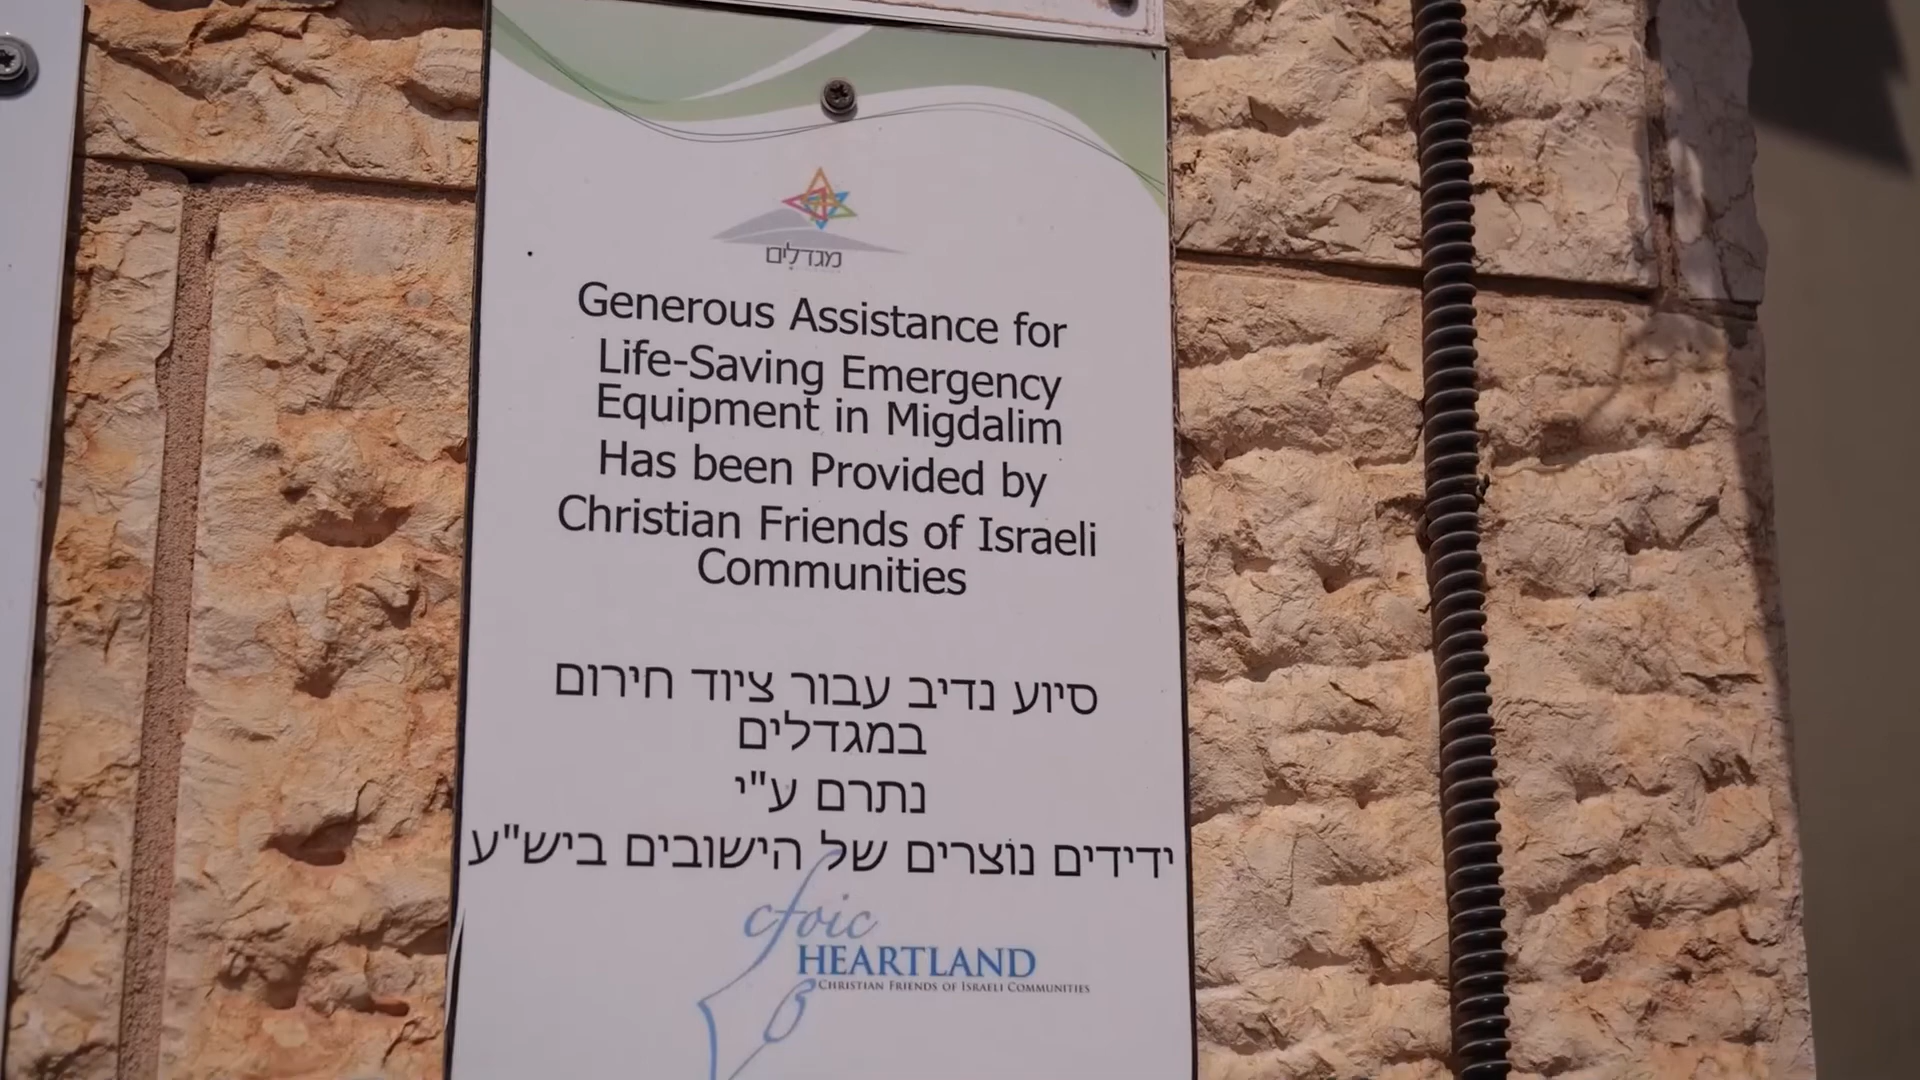 מגדלים
Generous Assistance for
Life-Saving Emergency
Equipment in Migdalim
Has been Provided by
Christian Friends of Israeli
Communities
סיוע נדיב עבור ציוד חירום
במגדלים
נתרם ע"י
ידידים נוצרים של הישובים ביש"ע
cfoic
HEARTLAND
CHRISTIAN FRIENDS OF ISRAELI COMMUNITIES